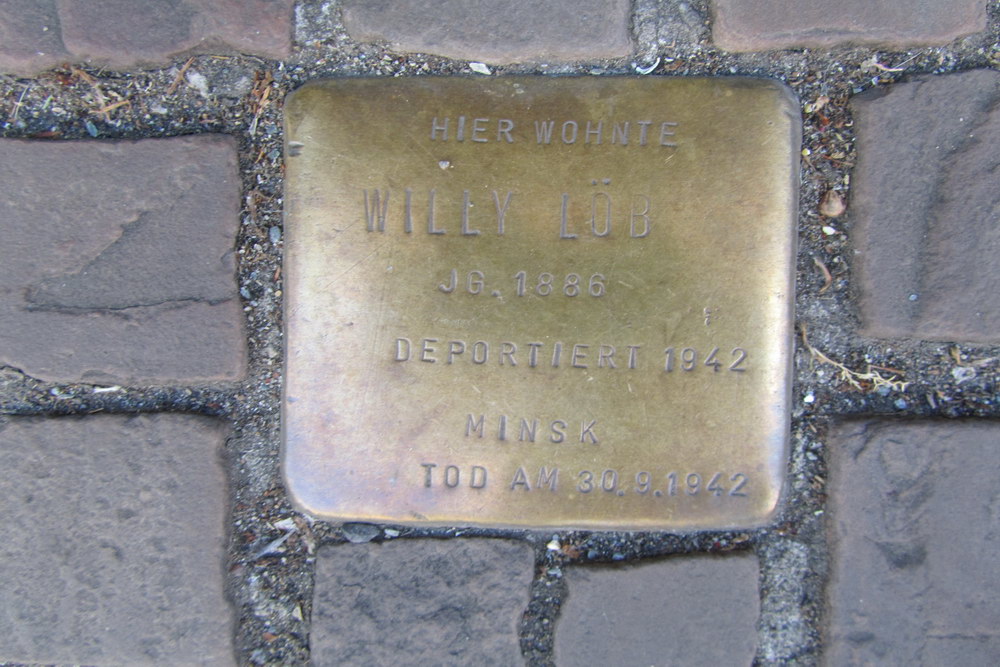 HIER WOHNTE
WILLY LÖB
JG. 1886
DEPORTIERT 1942
MINSK
TOD AM 30.9.1942